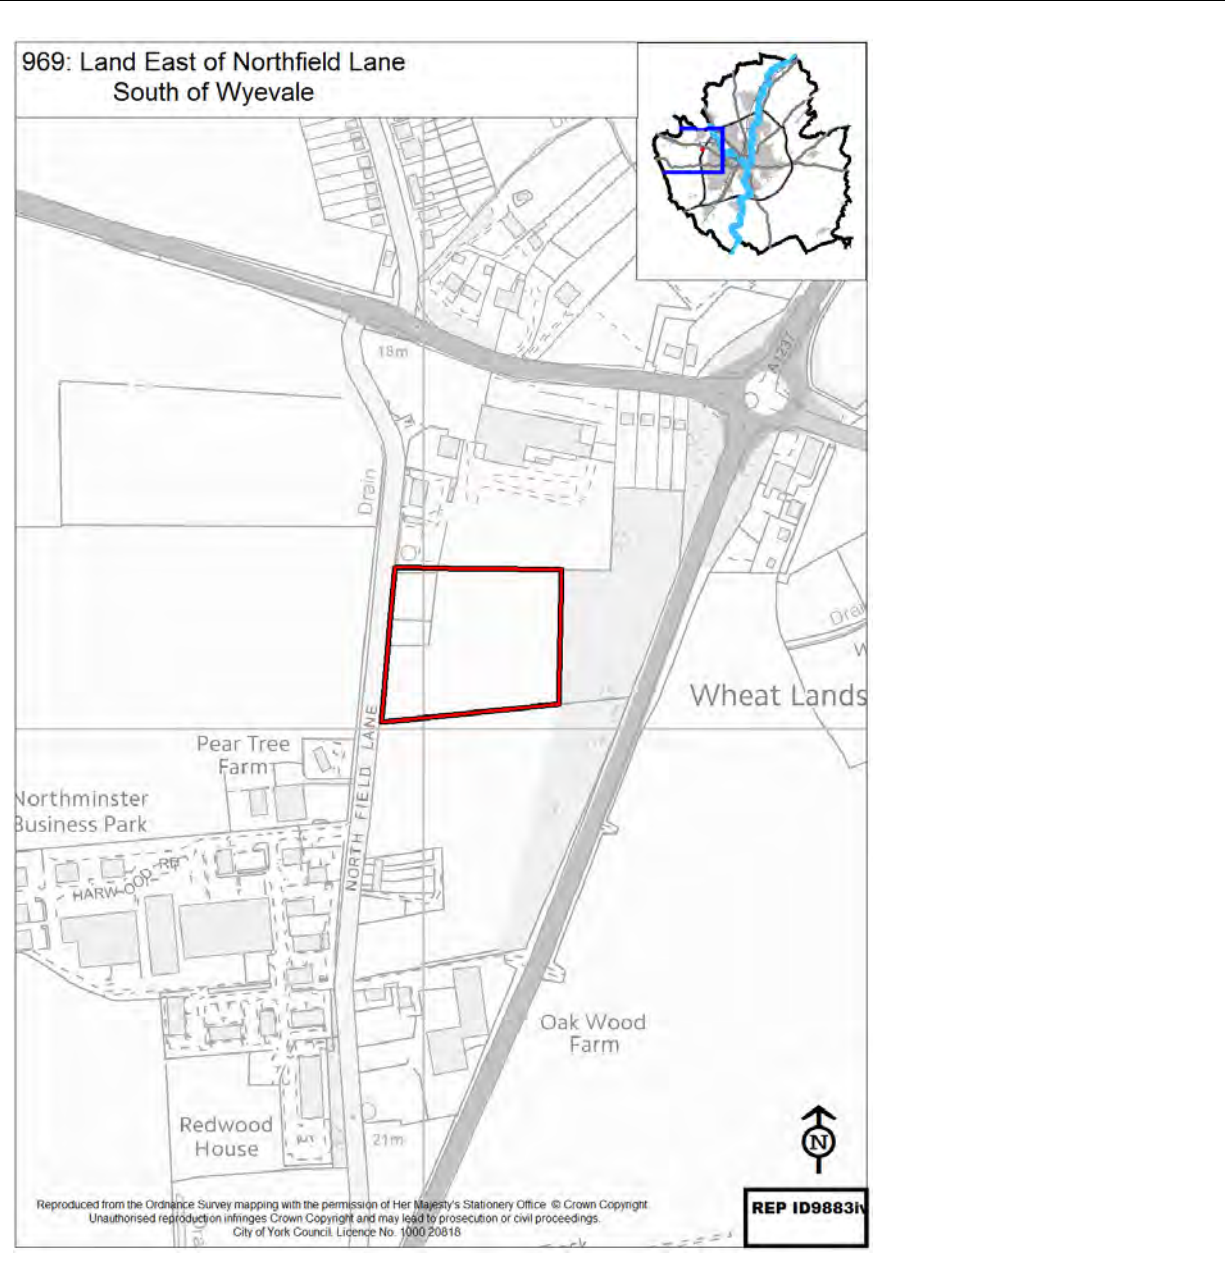 969: Land East of Northfield Lane
South of Wyevale
A1237
18m
Drain
Drain
Wheat Lands
NORTH FIELD LANE
Pear Tree
Farm
Northminster
Business Park
HARWOOD RD
Oak Wood
Farm
Redwood
House
21m
N
Reproduced from the Ordnance Survey mapping with the permission of Her Majesty's Stationery Office © Crown Copyright.
Unauthorised reproduction infringes Crown Copyright and may lead to prosecution or civil proceedings.
City of York Council. Licence No. 1000 20818
REP ID9883iv